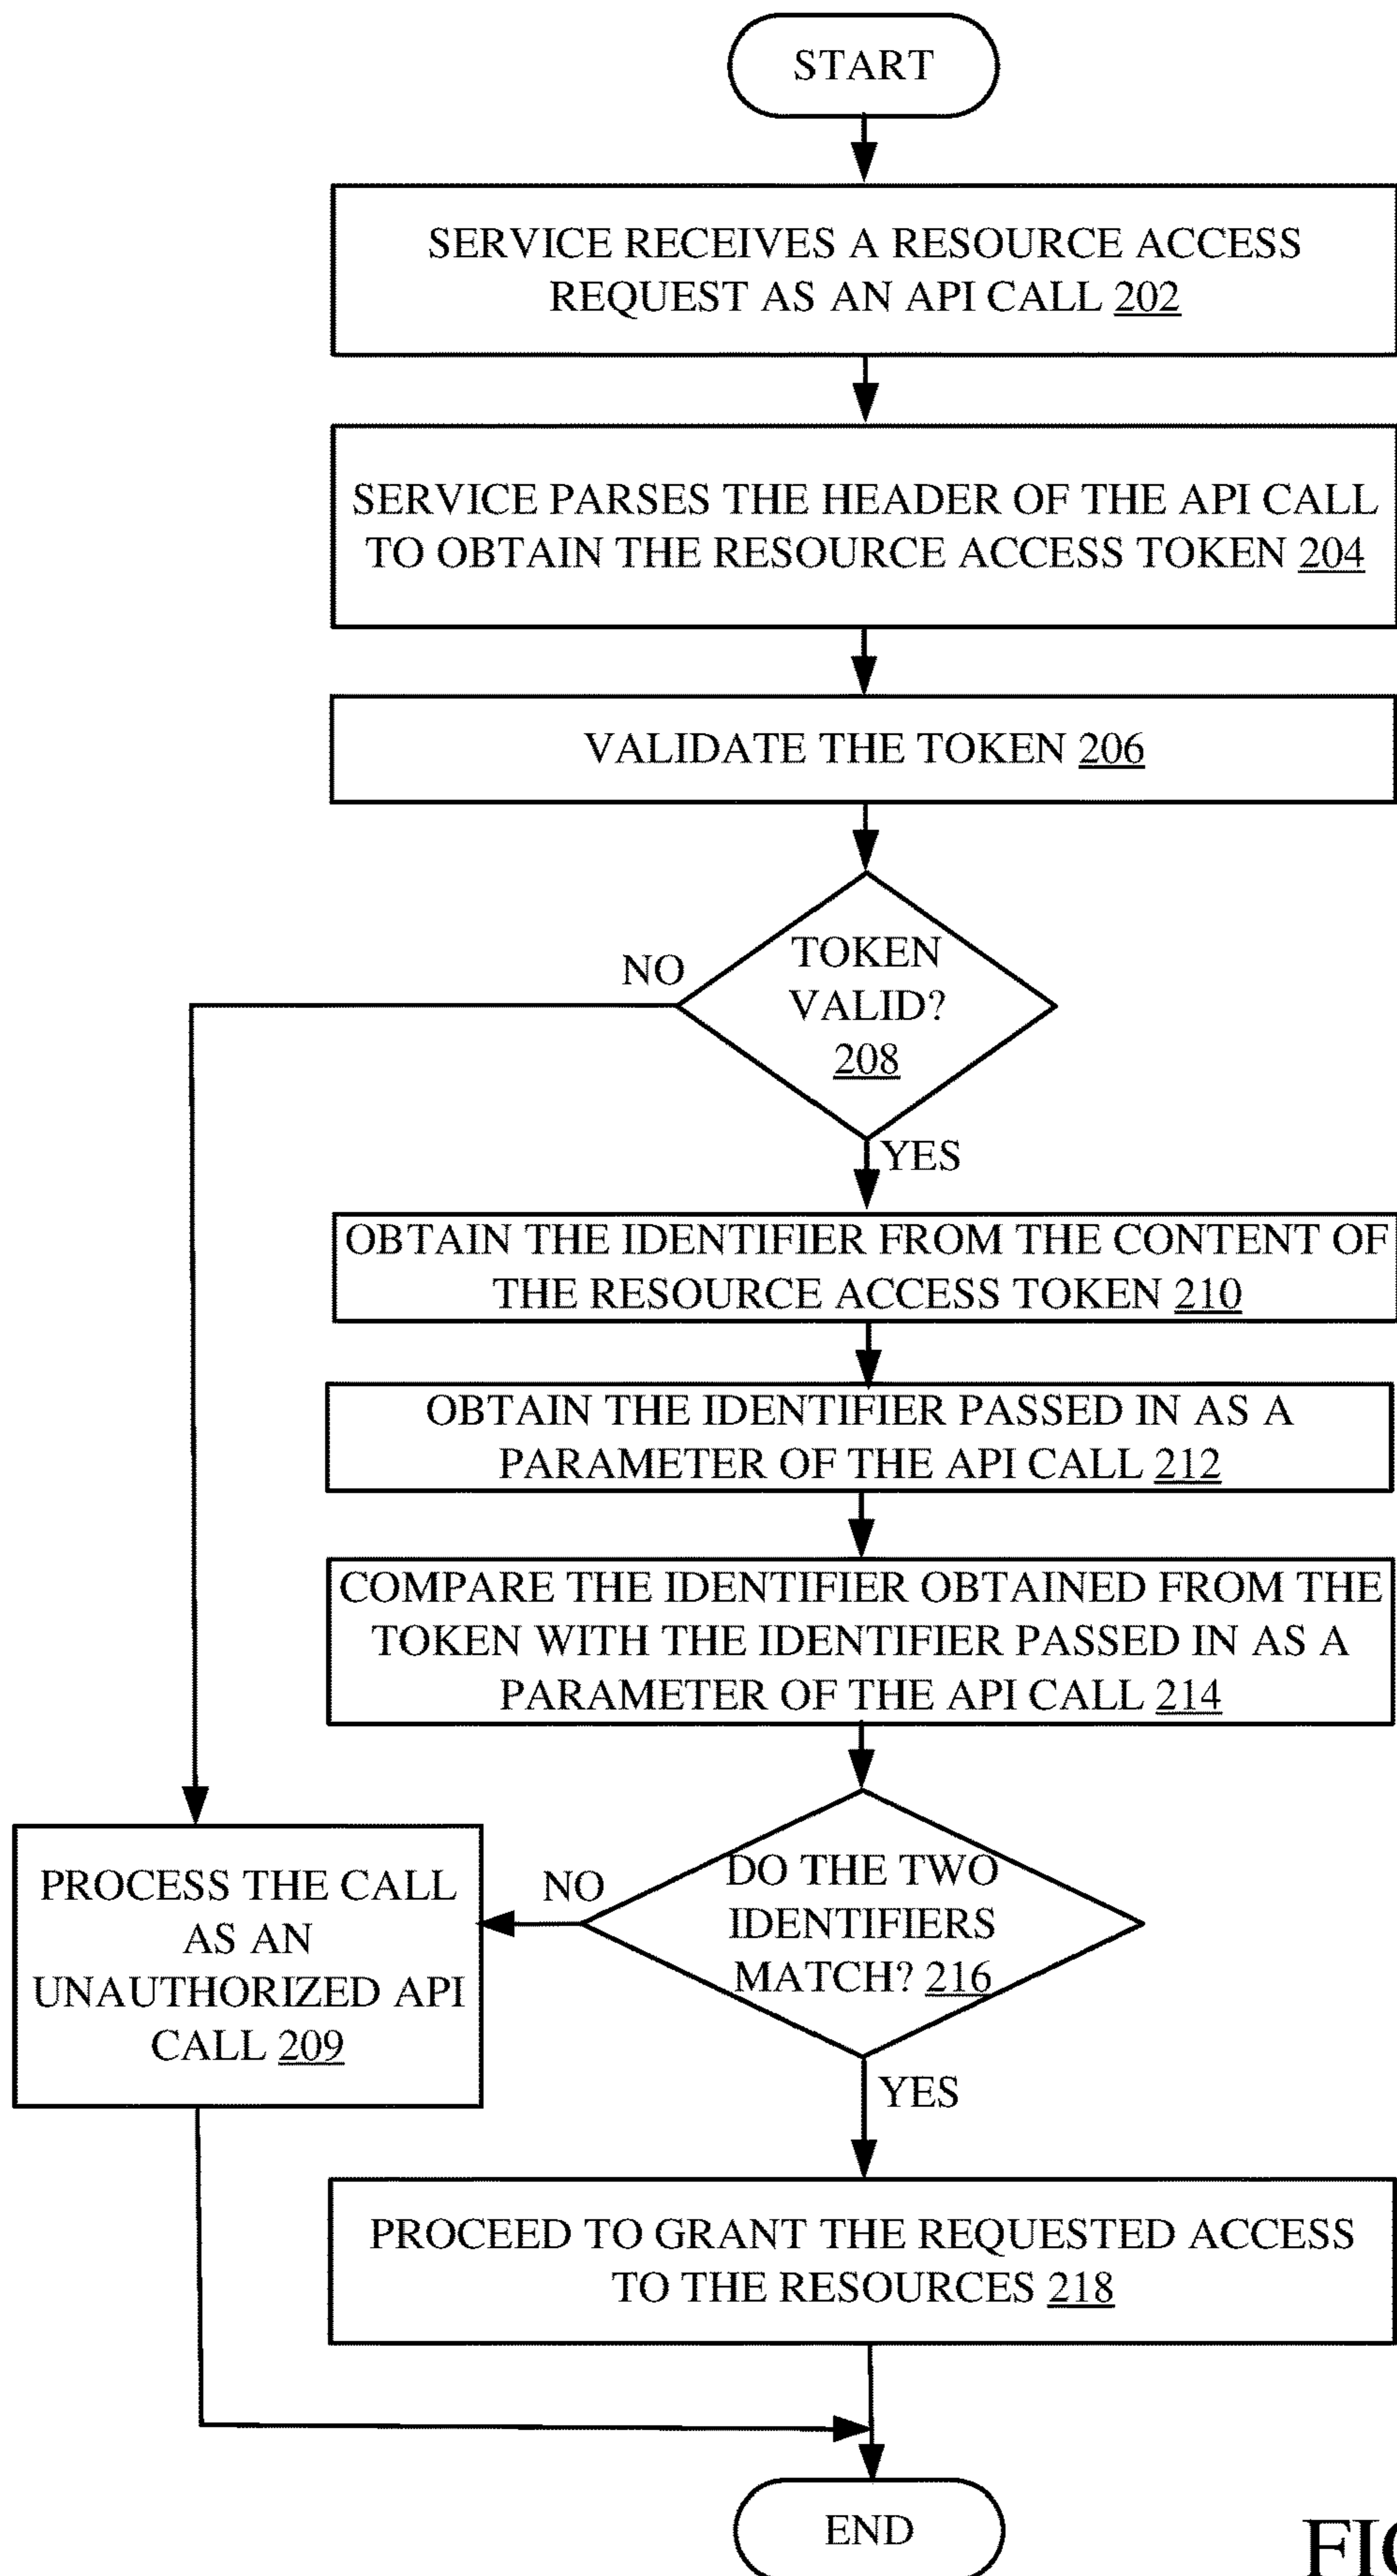 START
SERVICE RECEIVES A RESOURCE ACCESS
REQUEST AS AN API CALL 202
SERVICE PARSES THE HEADER OF THE API CALL
TO OBTAIN THE RESOURCE ACCESS TOKEN 204
VALIDATE THE TOKEN 206
TOKEN
VALID?
208
NO
YES
OBTAIN THE IDENTIFIER FROM THE CONTENT OF
THE RESOURCE ACCESS TOKEN 210
OBTAIN THE IDENTIFIER PASSED IN AS A
PARAMETER OF THE API CALL 212
COMPARE THE IDENTIFIER OBTAINED FROM THE
TOKEN WITH THE IDENTIFIER PASSED IN AS A
PARAMETER OF THE API CALL 214
DO THE TWO
IDENTIFIERS
MATCH? 216
NO
PROCESS THE CALL
AS AN
UNAUTHORIZED API
CALL 209
YES
PROCEED TO GRANT THE REQUESTED ACCESS
TO THE RESOURCES 218
END